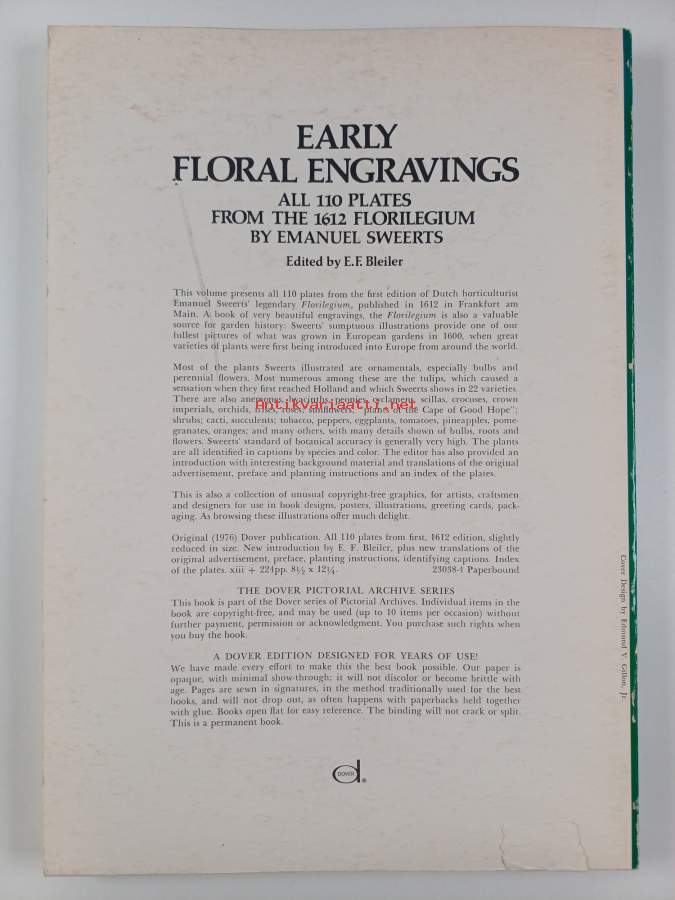 EARLY
FLORAL ENGRAVINGS
ALL 110 PLATES
FROM THE 1612 FLORILEGIUM
BY EMANUEL SWEERTS
Edited by E.F. Bleiler
This volume presents all 110 plates from the first edition of Dutch horticulturist
Emanuel Sweerts' legendary Florilegium, published in 1612 in Frankfurt am
Main. A book of very beautiful engravings, the Florilegium is also a valuable
source for garden history: Sweerts' sumptuous illustrations provide one of our
fullest pictures of what was grown in European gardens in 1600, when great
varieties of plants were first being introduced into Europe from around the world.
Most of the plants Sweerts illustrated are ornamentals, especially bulbs and
perennial flowers. Most numerous among these are the tulips, which caused a
sensation when they first reached Holland and which Sweerts shows in 22 varieties.
There are also anemones, hyacinths, peonies, cyclamens, scillas, crocuses, crown
imperials, orchids, irises, roses, sunflowers, "plants of the Cape of Good Hope";
antikvariaatti.net
shrubs; cacti, succulents; tobacco, peppers, eggplants, tomatoes, pineapples, pome-
granates, oranges; and many others, with many details shown of bulbs, roots and
flowers. Sweerts' standard of botanical accuracy is generally very high. The plants
are all identified in captions by species and color. The editor has also provided an
introduction with interesting background material and translations of the original
advertisement, preface and planting instructions and an index of the plates.
This is also a collection of unusual copyright-free graphics, for artists, craftsmen
and designers for use in book designs, posters, illustrations, greeting cards, pack-
aging. As browsing these illustrations offer much delight.
Original (1976) Dover publication. All 110 plates from first, 1612 edition, slightly
reduced in size. New introduction by E. F. Bleiler, plus new translations of the
original advertisement, preface, planting instructions, identifying captions. Index
of the plates. xiii + 224pp. 8½ x 12¼. 23038-4 Paperbound
THE DOVER PICTORIAL ARCHIVE SERIES
This book is part of the Dover series of Pictorial Archives. Individual items in the
book are copyright-free, and may be used (up to 10 items per occasion) without
further payment, permission or acknowledgment. You purchase such rights when
you buy the book.
A DOVER EDITION DESIGNED FOR YEARS OF USE!
We have made every effort to make this the best book possible. Our paper is
opaque, with minimal show-through; it will not discolor or become brittle with
age. Pages are sewn in signatures, in the method traditionally used for the best
books, and will not drop out, as often happens with paperbacks held together
with glue. Books open flat for easy reference. The binding will not crack or split.
This is a permanent book.
DOVER ®
Cover Design by Edmund V. Gillon, Jr.